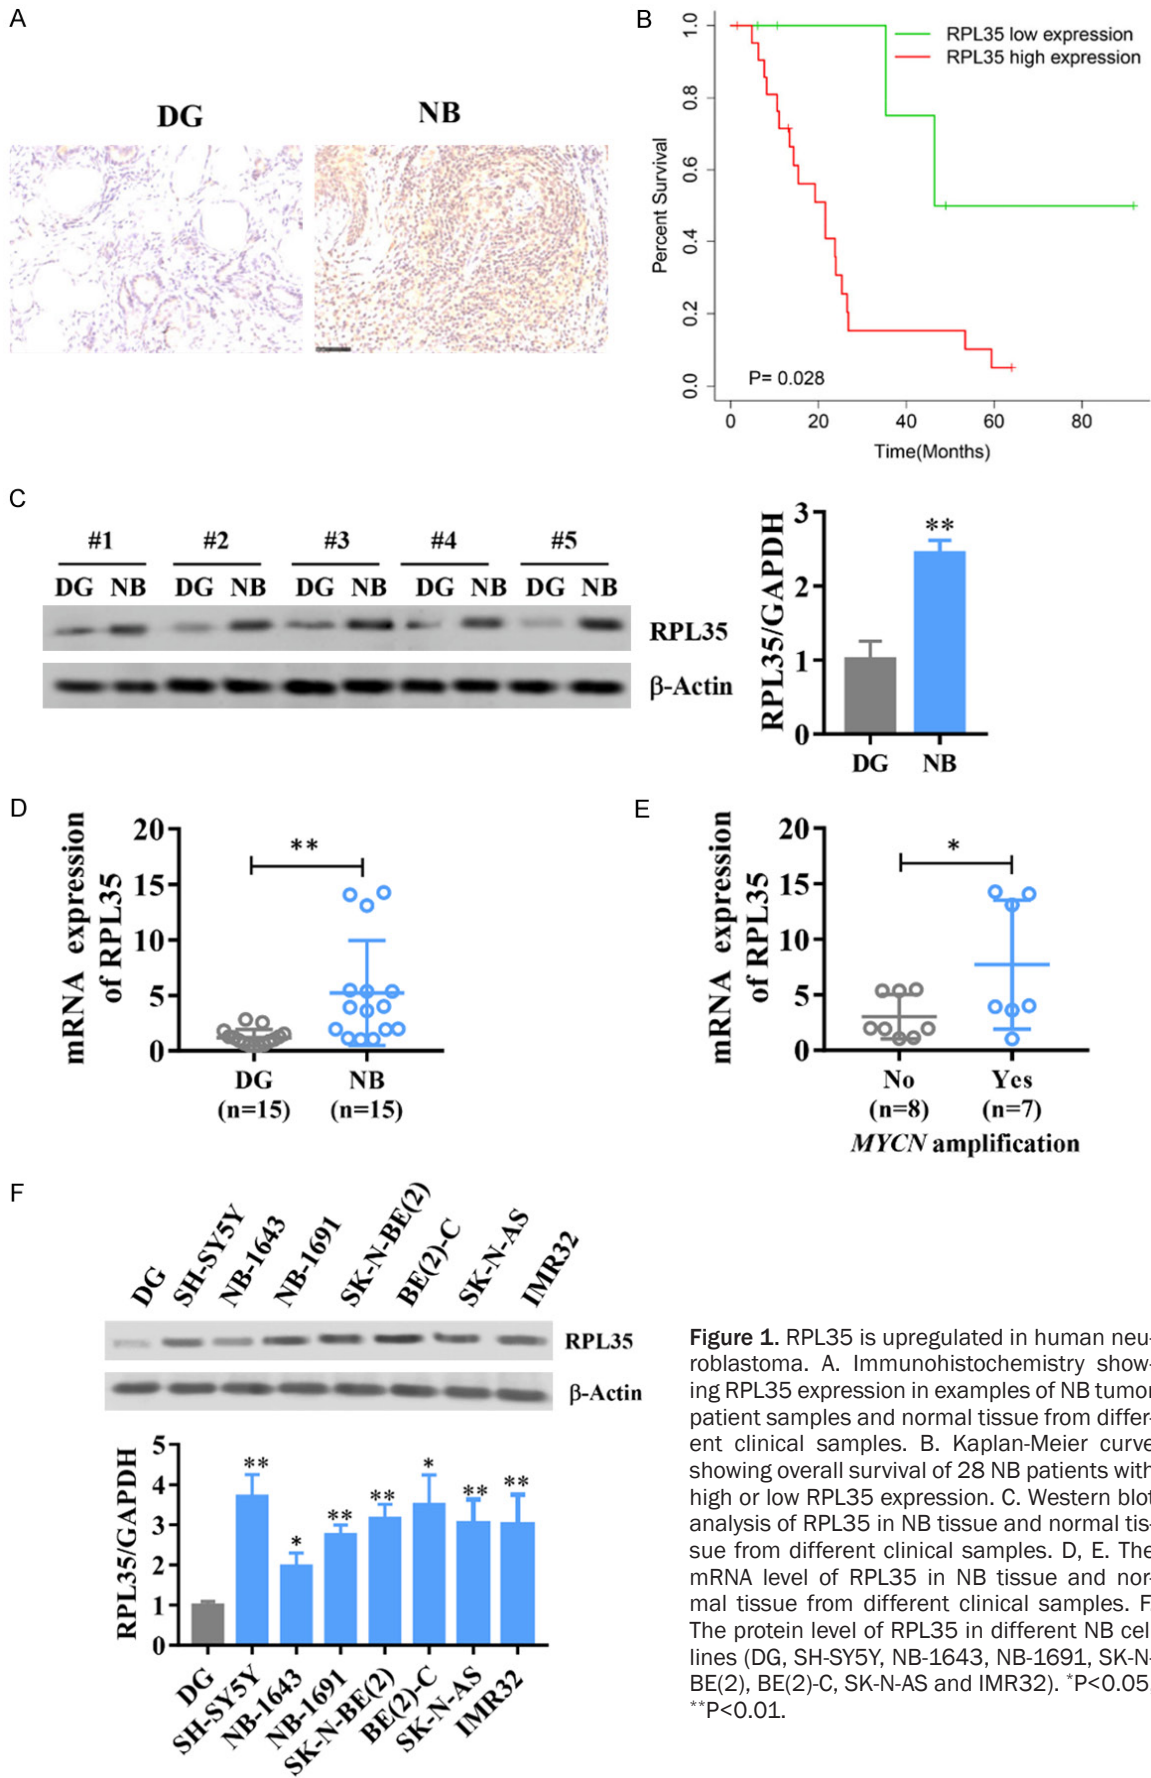 A
DG
NB
B
1.0
0.8
0.6
0.4
0.2
0.0
Percent Survival
RPL35 low expression
RPL35 high expression
P= 0.028
0
20
40
60
80
Time(Months)
C
#1
#2
#3
#4
#5
DG NB DG NB DG NB DG NB DG NB
RPL35
β-Actin
RPL35/GAPDH
3
2
1
0
**
DG
NB
D
mRNA expression
of RPL35
20
15
10
5
0
**
DG
(n=15)
NB
(n=15)
E
mRNA expression
of RPL35
20
15
10
5
0
*
No
(n=8)
Yes
(n=7)
MYCN amplification
F
DG
SH-SY5Y
NB-1643
NB-1691
SK-N-BE(2)
BE(2)-C
SK-N-AS
IMR32
RPL35
β-Actin
RPL35/GAPDH
5
4
3
2
1
0
**
*
**
**
*
**
**
DG
SH-SY5Y
NB-1643
NB-1691
SK-N-BE(2)
BE(2)-C
SK-N-AS
IMR32
Figure 1. RPL35 is upregulated in human neu-
roblastoma. A. Immunohistochemistry show-
ing RPL35 expression in examples of NB tumor
patient samples and normal tissue from differ-
ent clinical samples. B. Kaplan-Meier curve
showing overall survival of 28 NB patients with
high or low RPL35 expression. C. Western blot
analysis of RPL35 in NB tissue and normal tis-
sue from different clinical samples. D, E. The
mRNA level of RPL35 in NB tissue and nor-
mal tissue from different clinical samples. F.
The protein level of RPL35 in different NB cell
lines (DG, SH-SY5Y, NB-1643, NB-1691, SK-N-
BE(2), BE(2)-C, SK-N-AS and IMR32). *P<0.05,
**P<0.01.